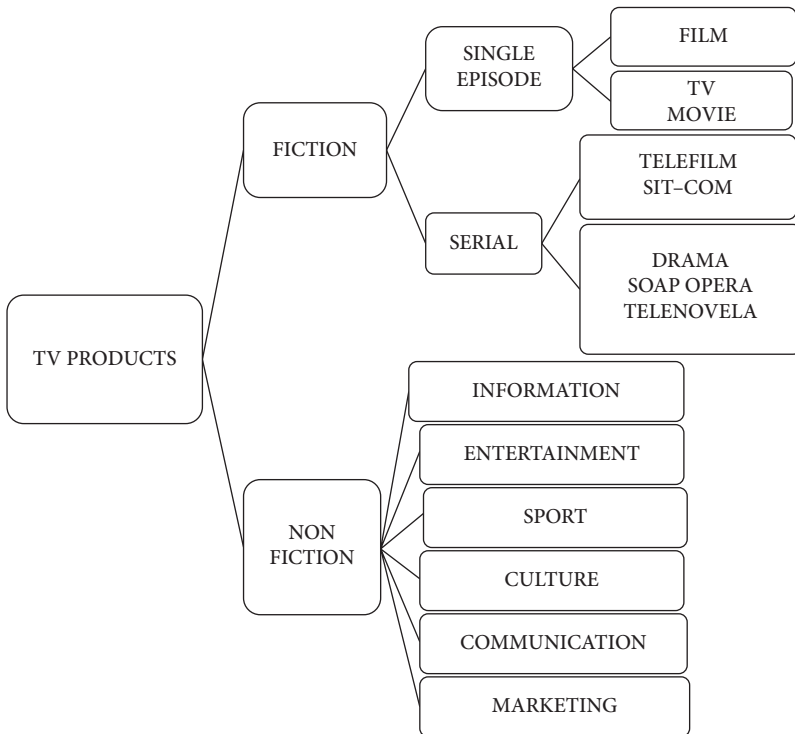 TV PRODUCTS
FICTION
SINGLE
EPISODE
FILM
TV
MOVIE
SERIAL
TELEFILM
SIT–COM
DRAMA
SOAP OPERA
TELENOVELA
NON
FICTION
INFORMATION
ENTERTAINMENT
SPORT
CULTURE
COMMUNICATION
MARKETING